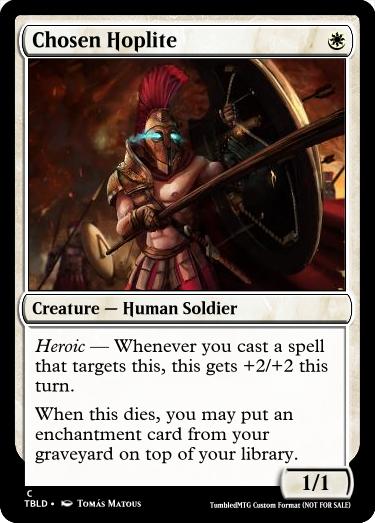 Chosen Hoplite
Creature — Human Soldier
Heroic — Whenever you cast a spell
that targets this, this gets +2/+2 this
turn.
When this dies, you may put an
enchantment card from your
graveyard on top of your library.
1/1
C
TBLD • Tomás Matous
TumbledMTG Custom Format (NOT FOR SALE)